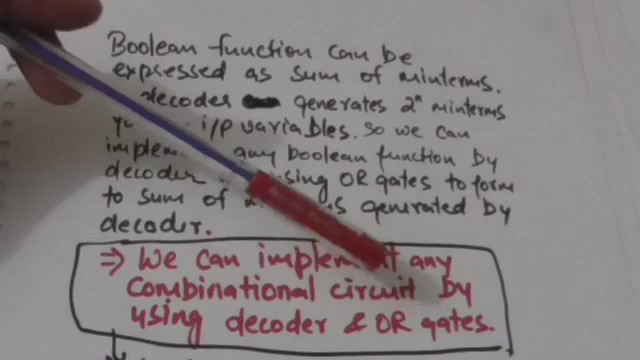 Boolean function can be
expressed as sum of minterms.
decoder generates 2ⁿ minterms
i/p variables. So we can
any boolean function by
decoder using OR gates to form
to sum of generated by
decoder.
⇒ We can implement any
combinational circuit by
using decoder & OR gates.